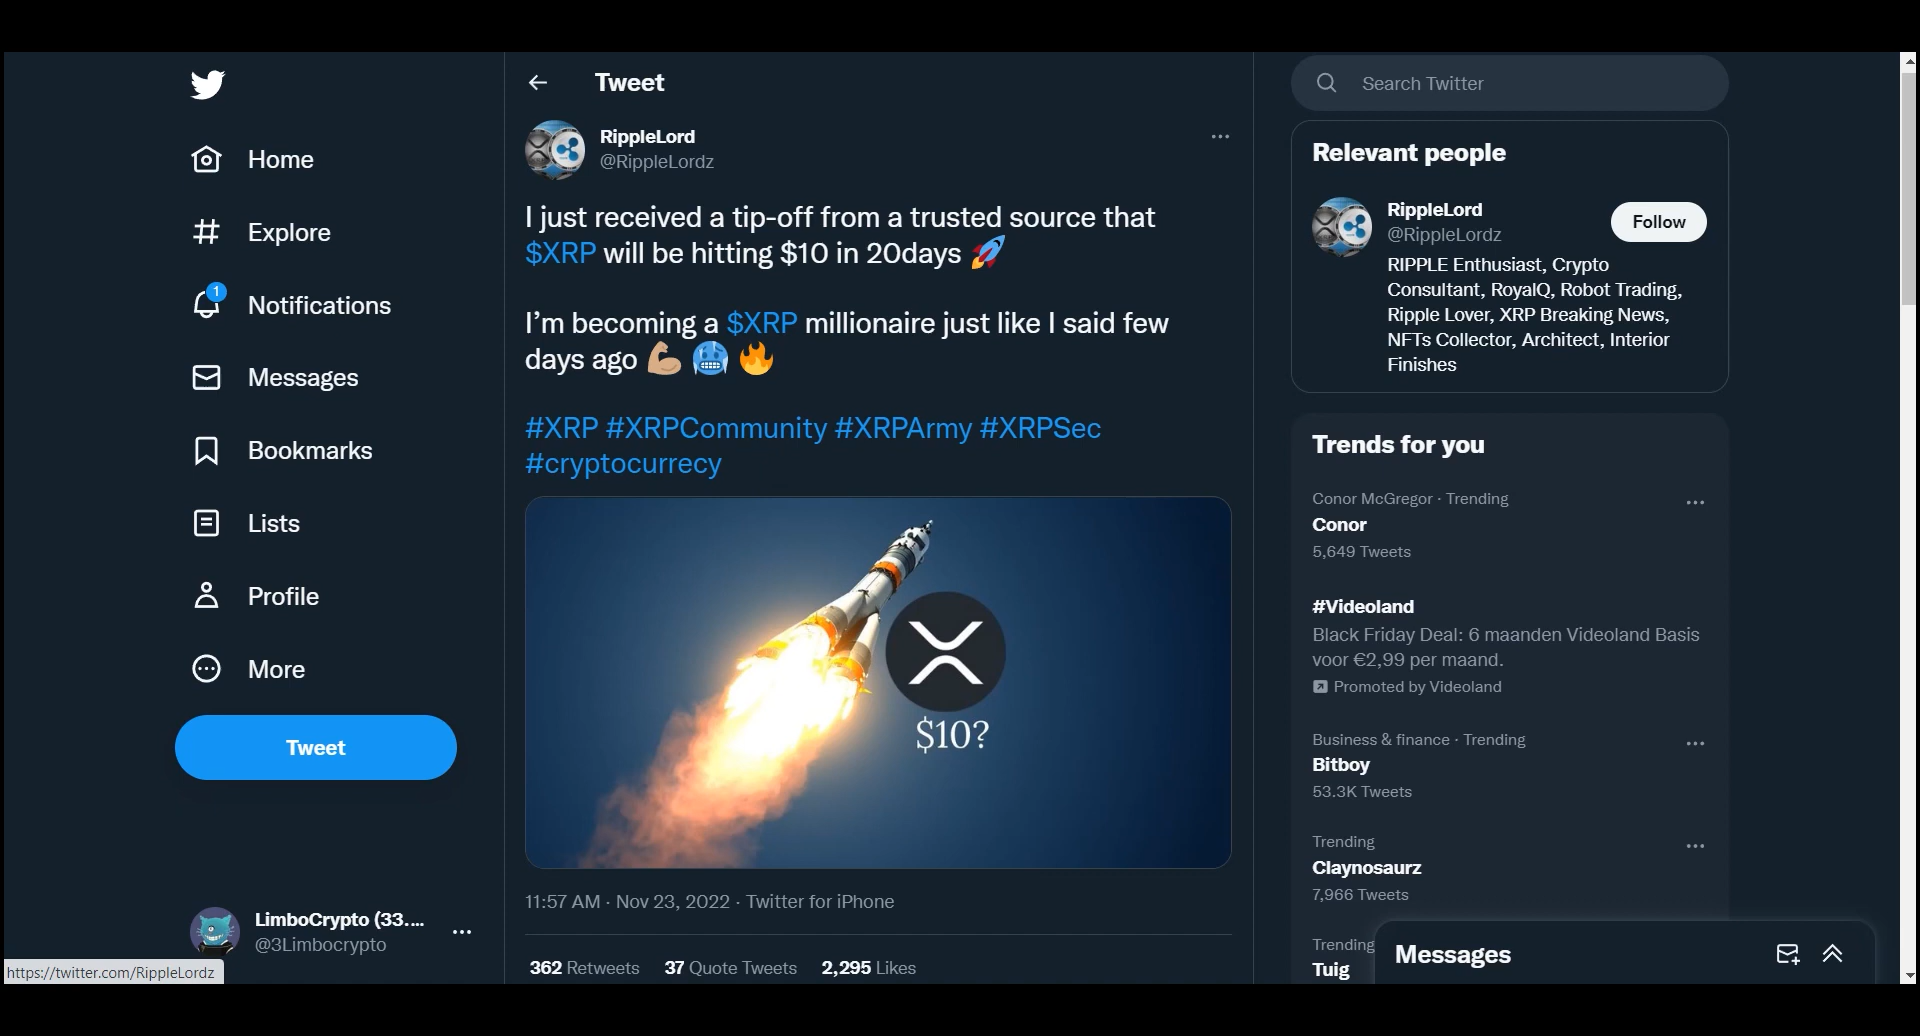 Home
Explore
1
Notifications
Messages
Bookmarks
Lists
Profile
More
Tweet
LimboCrypto (33....
@3Limbocrypto
https://twitter.com/RippleLordz
Tweet
RippleLord
@RippleLordz
I just received a tip-off from a trusted source that
$XRP will be hitting $10 in 20days 🚀
I'm becoming a $XRP millionaire just like I said few
days ago 💪🏼 🥶 🔥
#XRP #XRPCommunity #XRPArmy #XRPSec
#cryptocurrecy
$10?
11:57 AM · Nov 23, 2022 · Twitter for iPhone
362 Retweets 37 Quote Tweets 2,295 Likes
Search Twitter
Relevant people
RippleLord
@RippleLordz
Follow
RIPPLE Enthusiast, Crypto
Consultant, RoyalQ, Robot Trading,
Ripple Lover, XRP Breaking News,
NFTs Collector, Architect, Interior
Finishes
Trends for you
Conor McGregor · Trending
Conor
5,649 Tweets
#Videoland
Black Friday Deal: 6 maanden Videoland Basis
voor €2,99 per maand.
Promoted by Videoland
Business & finance · Trending
Bitboy
53.3K Tweets
Trending
Claynosaurz
7,966 Tweets
Trending
Tuig
Messages